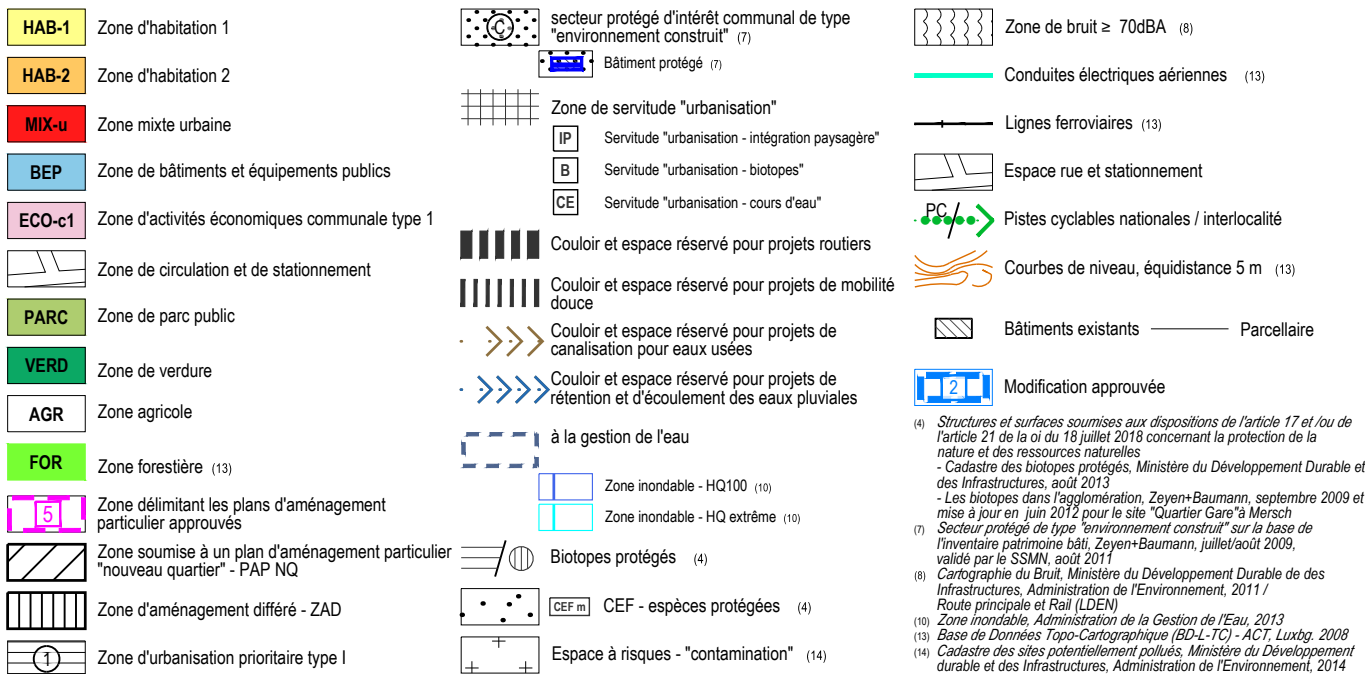 HAB-1 Zone d'habitation 1
HAB-2 Zone d'habitation 2
MIX-u Zone mixte urbaine
BEP Zone de bâtiments et équipements publics
ECO-c1 Zone d'activités économiques communale type 1
Zone de circulation et de stationnement
PARC Zone de parc public
VERD Zone de verdure
AGR Zone agricole
FOR Zone forestière (13)
5 Zone délimitant les plans d'aménagement
particulier approuvés
Zone soumise à un plan d'aménagement particulier
"nouveau quartier" - PAP NQ
Zone d'aménagement différé - ZAD
1 Zone d'urbanisation prioritaire type I
C secteur protégé d'intérêt communal de type
"environnement construit" (7)
Bâtiment protégé (7)
Zone de servitude "urbanisation"
IP Servitude "urbanisation - intégration paysagère"
B Servitude "urbanisation - biotopes"
CE Servitude "urbanisation - cours d'eau"
Couloir et espace réservé pour projets routiers
Couloir et espace réservé pour projets de mobilité
douce
Couloir et espace réservé pour projets de
canalisation pour eaux usées
Couloir et espace réservé pour projets de
rétention et d'écoulement des eaux pluviales
à la gestion de l'eau
Zone inondable - HQ100 (10)
Zone inondable - HQ extrême (10)
Biotopes protégés (4)
CEF m CEF - espèces protégées (4)
Espace à risques - "contamination" (14)
Zone de bruit ≥ 70dBA (8)
Conduites électriques aériennes (13)
Lignes ferroviaires (13)
Espace rue et stationnement
PC Pistes cyclables nationales / interlocalité
Courbes de niveau, équidistance 5 m (13)
Bâtiments existants Parcellaire
2 Modification approuvée
(4) Structures et surfaces soumises aux dispositions de l'article 17 et /ou de
l'article 21 de la oi du 18 juillet 2018 concernant la protection de la
nature et des ressources naturelles
- Cadastre des biotopes protégés, Ministère du Développement Durable et
des Infrastructures, août 2013
- Les biotopes dans l'agglomération, Zeyen+Baumann, septembre 2009 et
mise à jour en juin 2012 pour le site "Quartier Gare"à Mersch
(7) Secteur protégé de type "environnement construit" sur la base de
l'inventaire patrimoine bâti, Zeyen+Baumann, juillet/août 2009,
validé par le SSMN, août 2011
(8) Cartographie du Bruit, Ministère du Développement Durable de des
Infrastructures, Administration de l'Environnement, 2011 /
Route principale et Rail (LDEN)
(10) Zone inondable, Administration de la Gestion de l'Eau, 2013
(13) Base de Données Topo-Cartographique (BD-L-TC) - ACT, Luxbg. 2008
(14) Cadastre des sites potentiellement pollués, Ministère du Développement
durable et des Infrastructures, Administration de l'Environnement, 2014